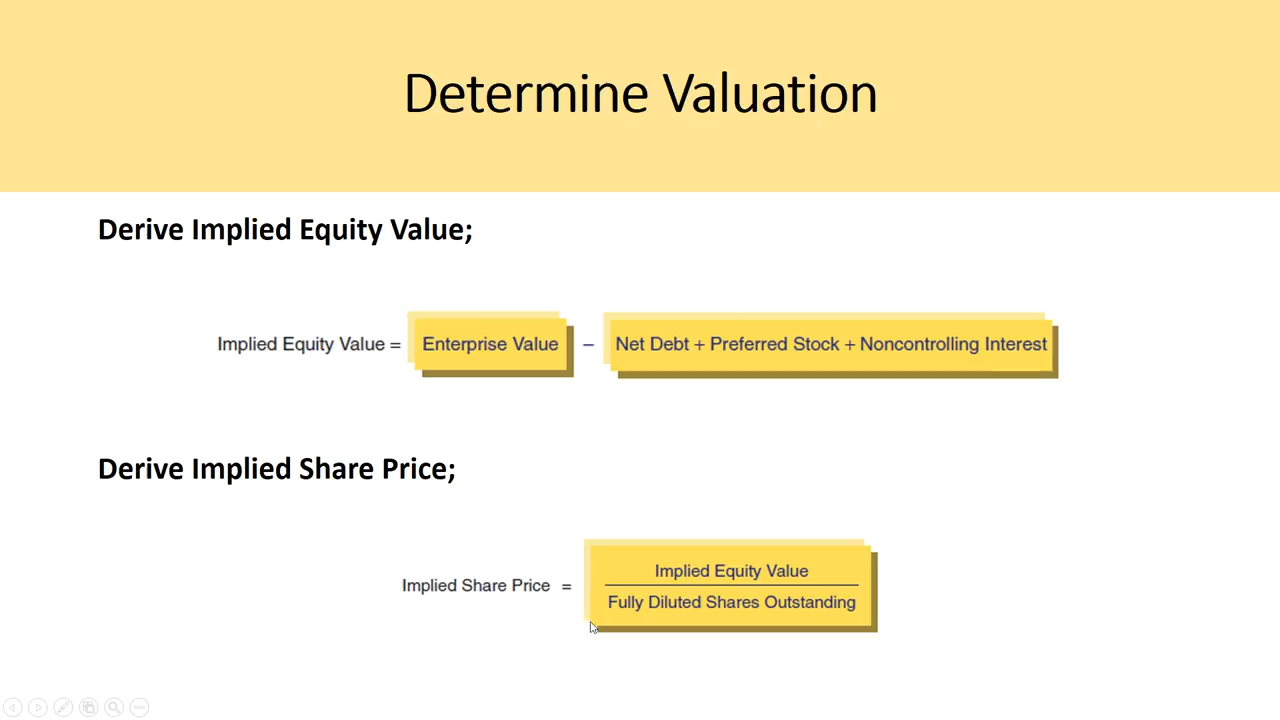 Determine Valuation
Derive Implied Equity Value;
Implied Equity Value = Enterprise Value – Net Debt + Preferred Stock + Noncontrolling Interest
Derive Implied Share Price;
Implied Share Price = Implied Equity Value
Fully Diluted Shares Outstanding